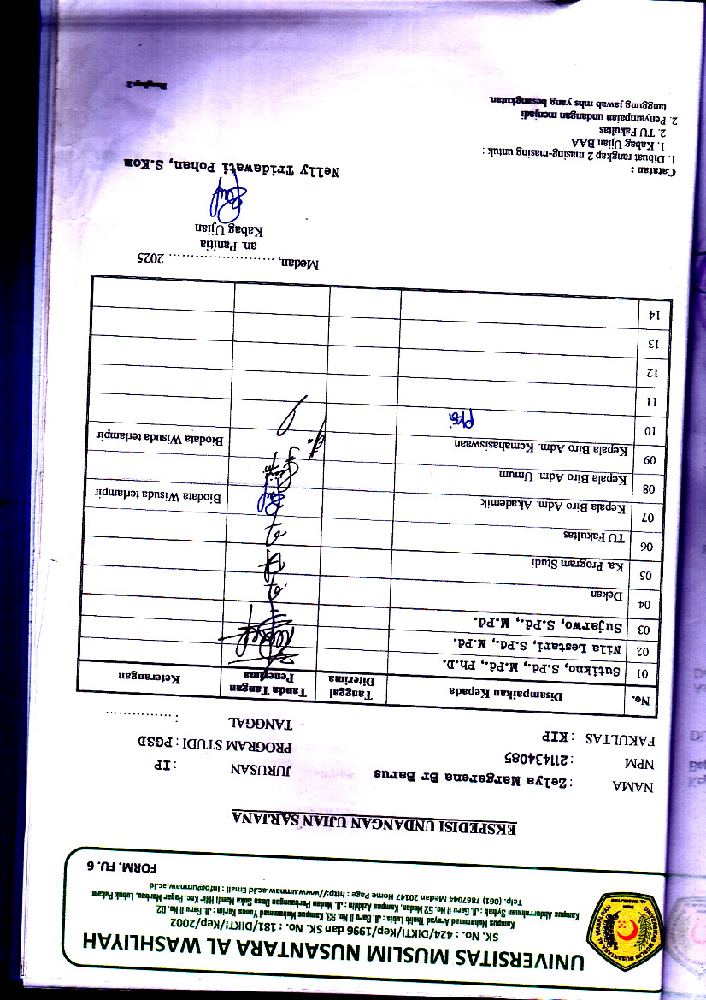 UNIVERSITAS MUSLIM NUSANTARA AL WASHLIYAH
SK. No. : 424/DIKTI/Kep/1996 dan SK. No. : 181/DIKTI/Kep/2002
Kampus Muhammad Arsyad Thalib Lubis : Jl. Garu II No. 93, Kampus Muhammad Yunus Karim : Jl. Garu II No. 02,
Kampus Abdurrahman Syihab : Jl. Garu II No. 52 Medan, Kampus Aziddin : Jl. Medan Perbaungan Desa Suka Mandi Hilir Kec. Pagar Merbau, Lubuk Pakam
Telp. (061) 7867044 Medan 20147 Home Page : http://www.umnaw.ac.id Email : info@umnaw.ac.id
FORM. FU. 6
EKSPEDISI UNDANGAN UJIAN SARJANA
NAMA : Zelya Margarena Br Barus JURUSAN : IP
NPM : 211434085 PROGRAM STUDI : PGSD
FAKULTAS : KIP TANGGAL : ...............
No. Disampaikan Kepada Tanggal Diterima Tanda Tangan Penerima Keterangan
01 Sutikno, S.Pd., M.Pd., Ph.D.
02 Nila Lestari, S.Pd., M.Pd.
03 Sujarwo, S.Pd., M.Pd.
04 Dekan
05 Ka. Program Studi
06 TU Fakultas
07 Kepala Biro Adm. Akademik Biodata Wisuda terlampir
08 Kepala Biro Adm. Umum
09 Kepala Biro Adm. Kemahasiswaan Biodata Wisuda terlampir
10
11
12
13
14
Medan, ........................ 2025
an. Panitia
Kabag Ujian
Nelly Tridawati Pohan, S.Kom
Catatan :
1. Dibuat rangkap 2 masing-masing untuk :
1. Kabag Ujian BAA
2. TU Fakultas
2. Penyampaian undangan menjadi
tanggung jawab mhs yang besangkutan.
Rangkap 2